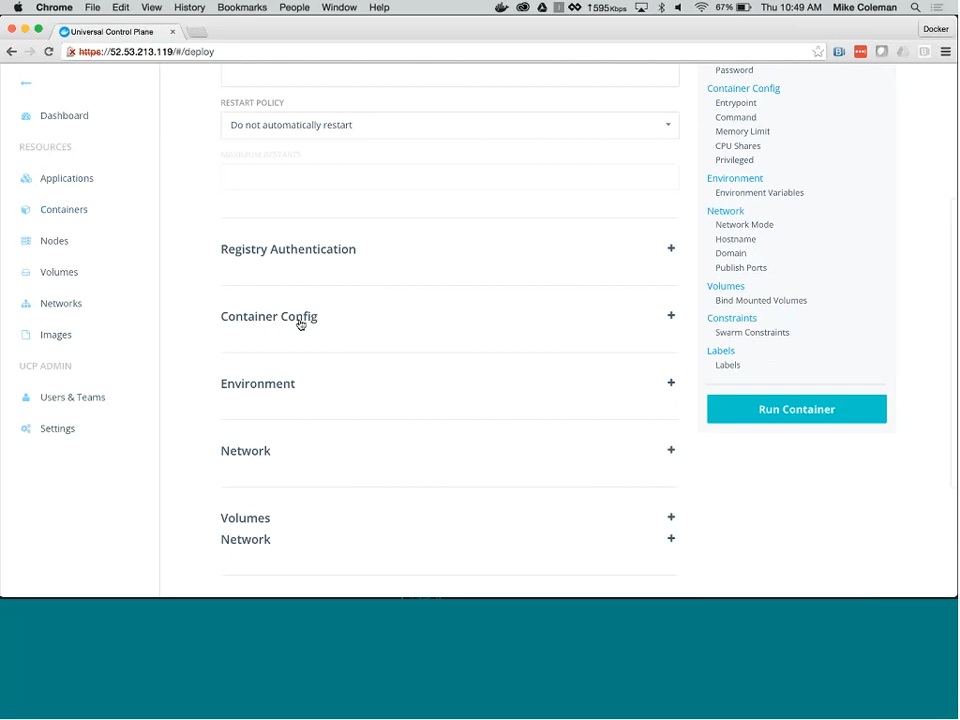 Chrome File Edit View History Bookmarks People Window Help 1595Kbps 67% Thu 10:49 AM Mike Coleman
Universal Control Plane Docker
https://52.53.213.119/#/deploy
Dashboard
RESOURCES
Applications
Containers
Nodes
Volumes
Networks
Images
UCP ADMIN
Users & Teams
Settings
RESTART POLICY
Do not automatically restart
MAXIMUM RESTARTS
Registry Authentication +
Container Config +
Environment +
Network +
Volumes +
Network +
Password
Container Config
Entrypoint
Command
Memory Limit
CPU Shares
Privileged
Environment
Environment Variables
Network
Network Mode
Hostname
Domain
Publish Ports
Volumes
Bind Mounted Volumes
Constraints
Swarm Constraints
Labels
Labels
Run Container